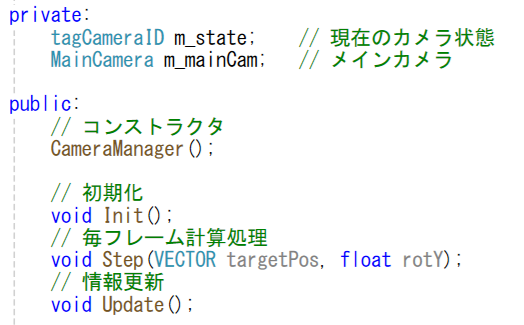 private:
tagCameraID m_state; // 現在のカメラ状態
MainCamera m_mainCam; // メインカメラ
public:
// コンストラクタ
CameraManager();
// 初期化
void Init();
// 毎フレーム計算処理
void Step(VECTOR targetPos, float rotY);
// 情報更新
void Update();